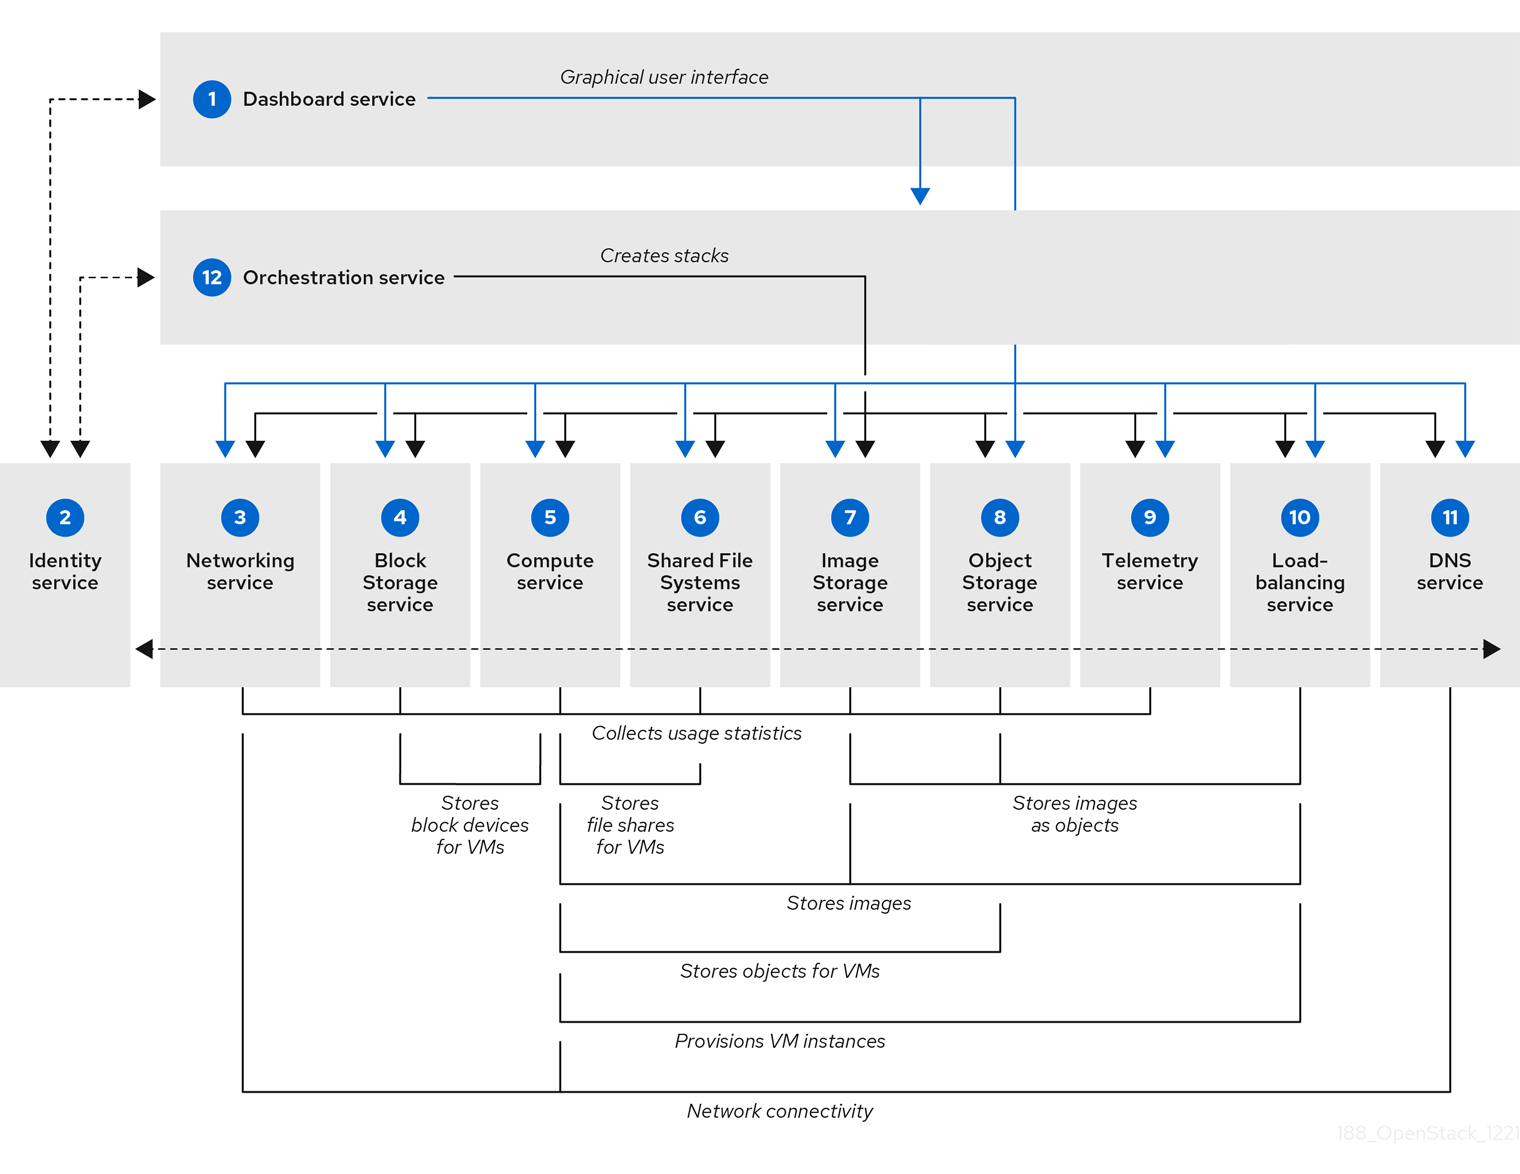 Graphical user interface
1 Dashboard service
Creates stacks
12 Orchestration service
2
Identity
service
3
Networking
service
4
Block
Storage
service
5
Compute
service
6
Shared File
Systems
service
7
Image
Storage
service
8
Object
Storage
service
9
Telemetry
service
10
Load-
balancing
service
11
DNS
service
Collects usage statistics
Stores
block devices
for VMs
Stores
file shares
for VMs
Stores images
as objects
Stores images
Stores objects for VMs
Provisions VM instances
Network connectivity
188_OpenStack_1221